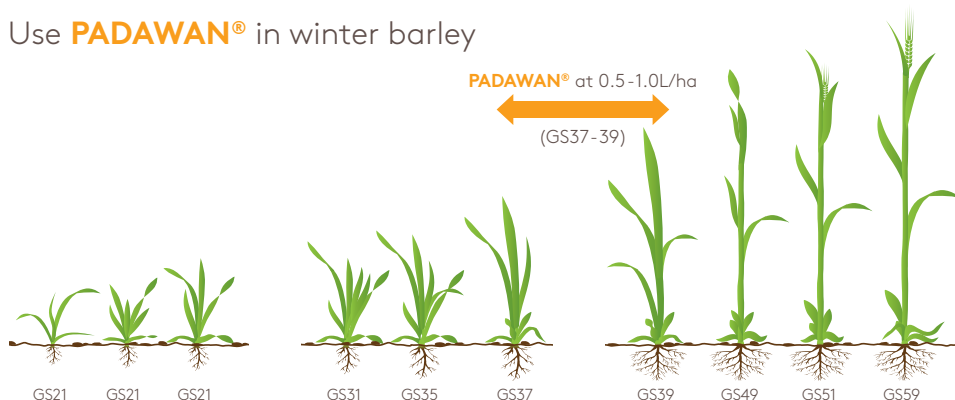 Use PADAWAN® in winter barley
PADAWAN® at 0.5-1.0L/ha
(GS37-39)
GS21 GS21 GS21 GS31 GS35 GS37 GS39 GS49 GS51 GS59